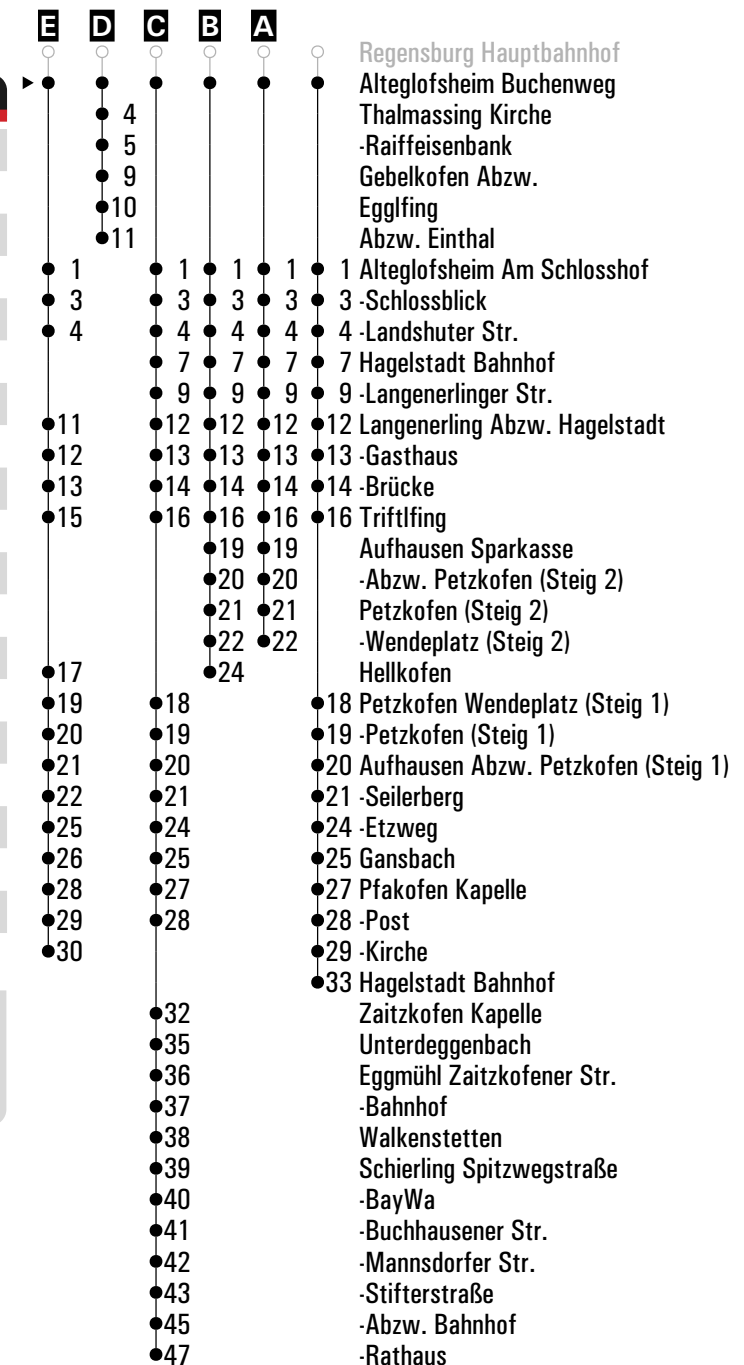 E D C B A
Regensburg Hauptbahnhof
Alteglofsheim Buchenweg
4 Thalmassing Kirche
5 -Raiffeisenbank
9 Gebelkofen Abzw.
10 Egglfing
11 Abzw. Einthal
1 1 1 1 1 Alteglofsheim Am Schlosshof
3 3 3 3 3 -Schlossblick
4 4 4 4 4 -Landshuter Str.
7 7 7 7 Hagelstadt Bahnhof
9 9 9 9 -Langenerlinger Str.
11 12 12 12 12 Langenerling Abzw. Hagelstadt
12 13 13 13 13 -Gasthaus
13 14 14 14 14 -Brücke
15 16 16 16 16 Triftlfing
19 19 Aufhausen Sparkasse
20 20 -Abzw. Petzkofen (Steig 2)
21 21 Petzkofen (Steig 2)
22 22 -Wendeplatz (Steig 2)
17 24 Hellkofen
19 18 18 Petzkofen Wendeplatz (Steig 1)
20 19 19 -Petzkofen (Steig 1)
21 20 20 Aufhausen Abzw. Petzkofen (Steig 1)
22 21 21 -Seilerberg
25 24 24 -Etzweg
26 25 25 Gansbach
28 27 27 Pfakofen Kapelle
29 28 28 -Post
30 29 -Kirche
33 Hagelstadt Bahnhof
32 Zaitzkofen Kapelle
35 Unterdeggenbach
36 Eggmühl Zaitzkofener Str.
37 -Bahnhof
38 Walkenstetten
39 Schierling Spitzwegstraße
40 -BayWa
41 -Buchhausener Str.
42 -Mannsdorfer Str.
43 -Stifterstraße
45 -Abzw. Bahnhof
47 -Rathaus